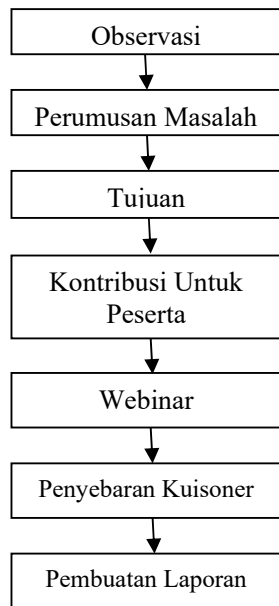 Observasi
Perumusan Masalah
Tujuan
Kontribusi Untuk
Peserta
Webinar
Penyebaran Kuisoner
Pembuatan Laporan